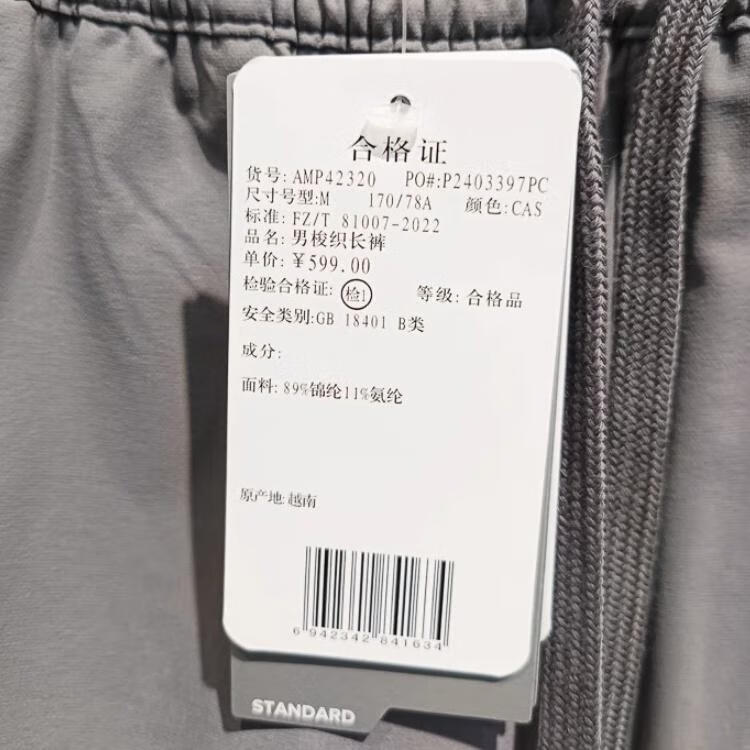 合格证
货号: AMP42320 PO#:P2403397PC
尺寸号型:M 170/78A 颜色:CAS
标准: FZ/T 81007-2022
品名: 男梭织长裤
单价: ¥599.00
检验合格证: 检1 等级: 合格品
安全类别:GB 18401 B类
成分:
面料: 89%锦纶11%氨纶
原产地:越南
6 942342 841634
STANDARD